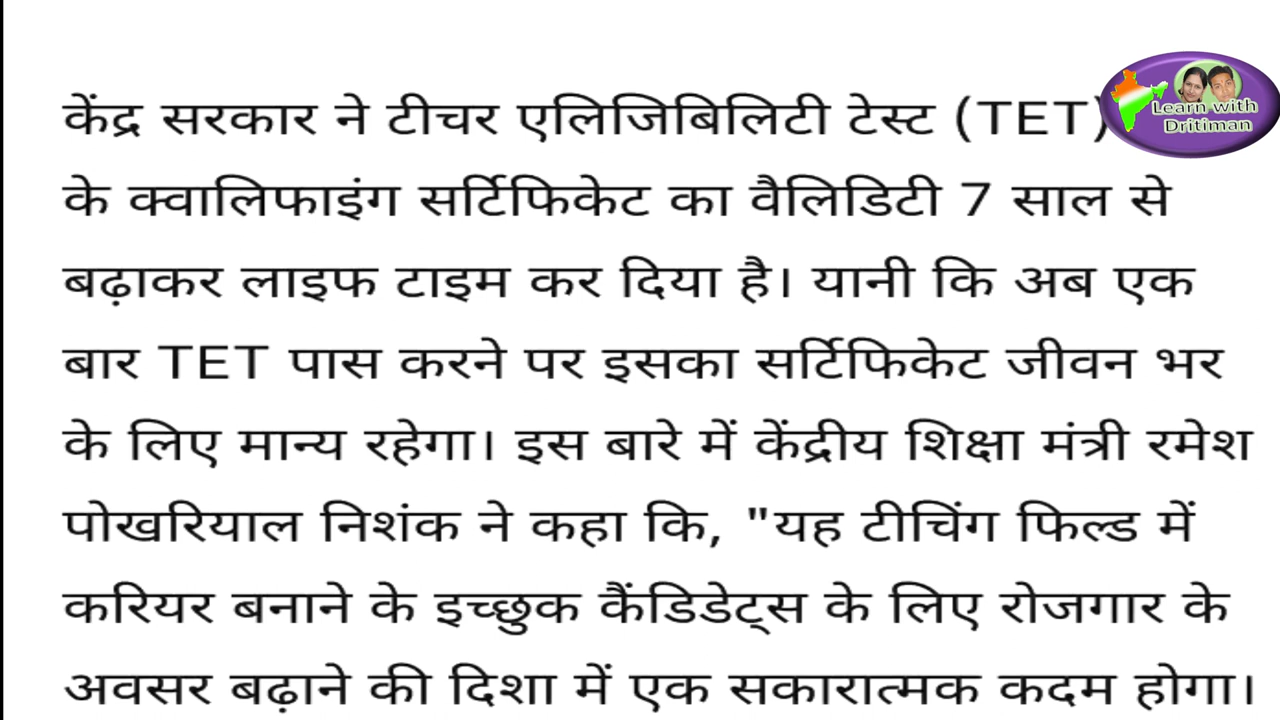 केंद्र सरकार ने टीचर एलिजिबिलिटी टेस्ट (TET)
के क्वालिफाइंग सर्टिफिकेट का वैलिडिटी 7 साल से
बढ़ाकर लाइफ टाइम कर दिया है। यानी कि अब एक
बार TET पास करने पर इसका सर्टिफिकेट जीवन भर
के लिए मान्य रहेगा। इस बारे में केंद्रीय शिक्षा मंत्री रमेश
पोखरियाल निशंक ने कहा कि, "यह टीचिंग फिल्ड में
करियर बनाने के इच्छुक कैंडिडेट्स के लिए रोजगार के
अवसर बढ़ाने की दिशा में एक सकारात्मक कदम होगा।
Learn with
Dritiman